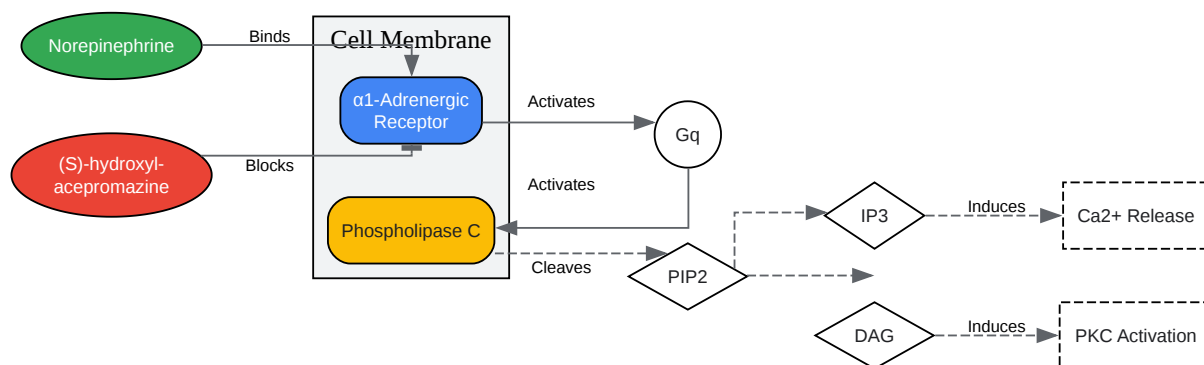 Norepinephrine
Binds
Cell Membrane
α1-Adrenergic
Receptor
Activates
Gq
(S)-hydroxyl-
acepromazine
Blocks
Activates
Phospholipase C
Cleaves
PIP2
IP3
Induces
Ca2+ Release
DAG
Induces
PKC Activation